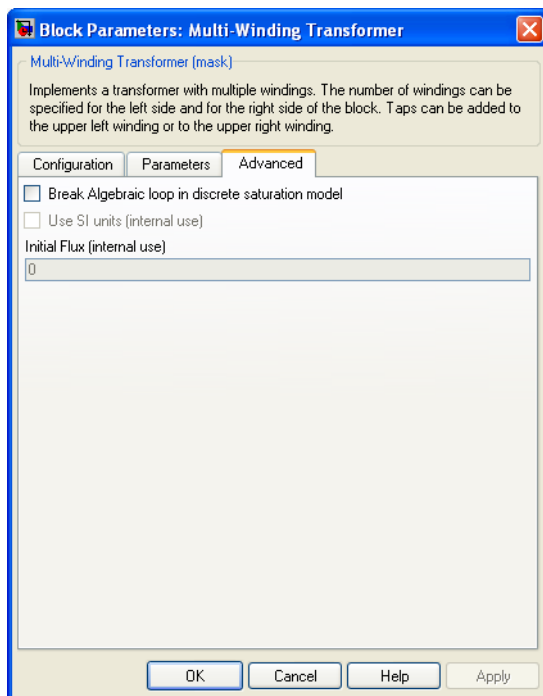 Block Parameters: Multi-Winding Transformer
Multi-Winding Transformer (mask)
Implements a transformer with multiple windings. The number of windings can be
specified for the left side and for the right side of the block. Taps can be added to
the upper left winding or to the upper right winding.
Configuration Parameters Advanced
Break Algebraic loop in discrete saturation model
Use SI units (internal use)
Initial Flux (internal use)
0
OK Cancel Help Apply